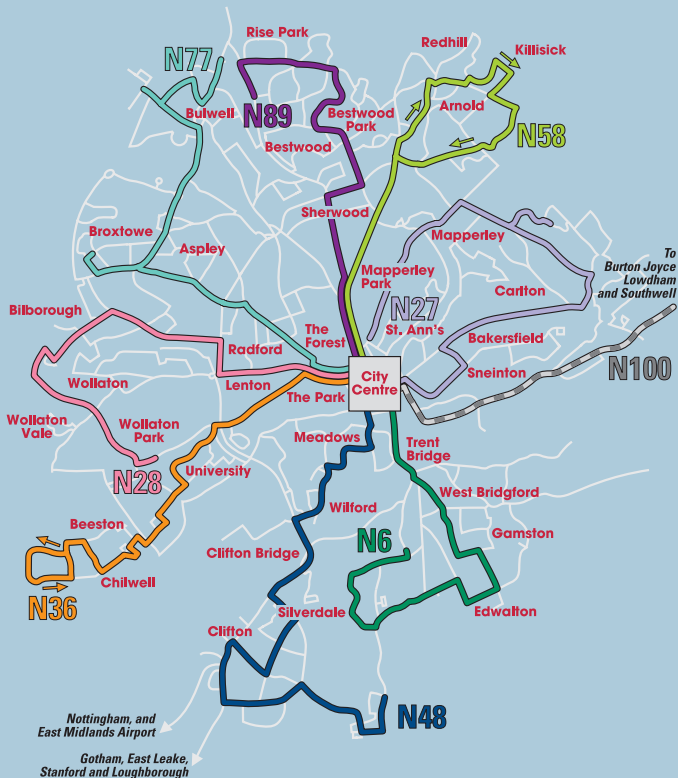 Rise Park
Redhill
Killisick
N77
N89
Bulwell
Arnold
Bestwood
Park
N58
Bestwood
Sherwood
Broxtowe
Aspley
Mapperley
To
Burton Joyce
Lowdham
and Southwell
Mapperley
Park
Carlton
Bilborough
N27
St. Ann's
The
Forest
Radford
Bakersfield
N100
Wollaton
Lenton
City
Centre
Sneinton
The Park
Wollaton
Vale
Wollaton
Park
Meadows
Trent
Bridge
N28
University
West Bridgford
Wilford
Beeston
N6
Gamston
Clifton Bridge
Chilwell
N36
Silverdale
Edwalton
Clifton
N48
Nottingham, and
East Midlands Airport
Gotham, East Leake,
Stanford and Loughborough